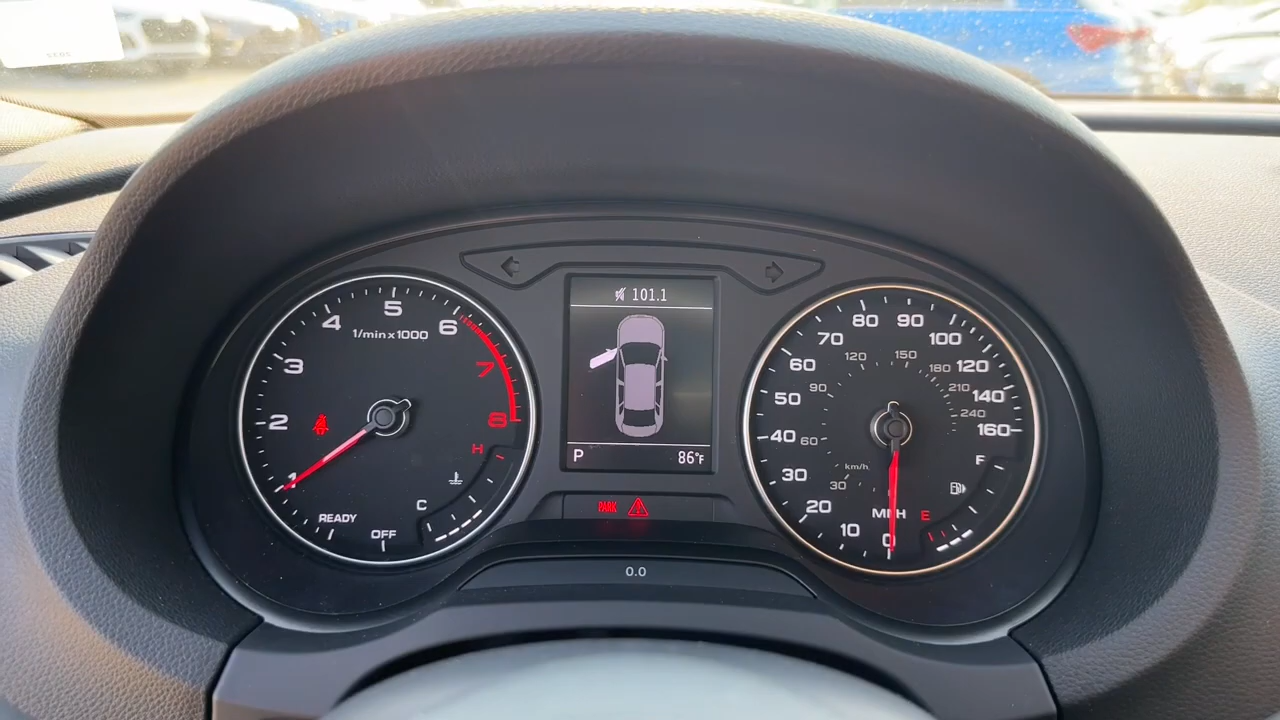 101.1
P 86°F
PARK
0.0
1/min x 1000
1 2 3 4 5 6 7 8
READY
OFF
C H
0 10 20 30 40 50 60 70 80 90 100 120 140 160
MPH
30 60 90 120 150 180 210 240
km/h
E F